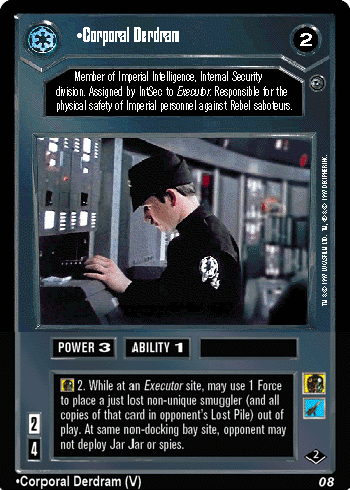 •Corporal Derdram
2
Member of Imperial Intelligence, Internal Security
division. Assigned by IntSec to Executor. Responsible for the
physical safety of Imperial personnel against Rebel saboteurs.
POWER 3
ABILITY 1
2. While at an Executor site, may use 1 Force
to place a just lost non-unique smuggler (and all
copies of that card in opponent's Lost Pile) out of
play. At same non-docking bay site, opponent may
not deploy Jar Jar or spies.
2
4
2
•Corporal Derdram (V)
08